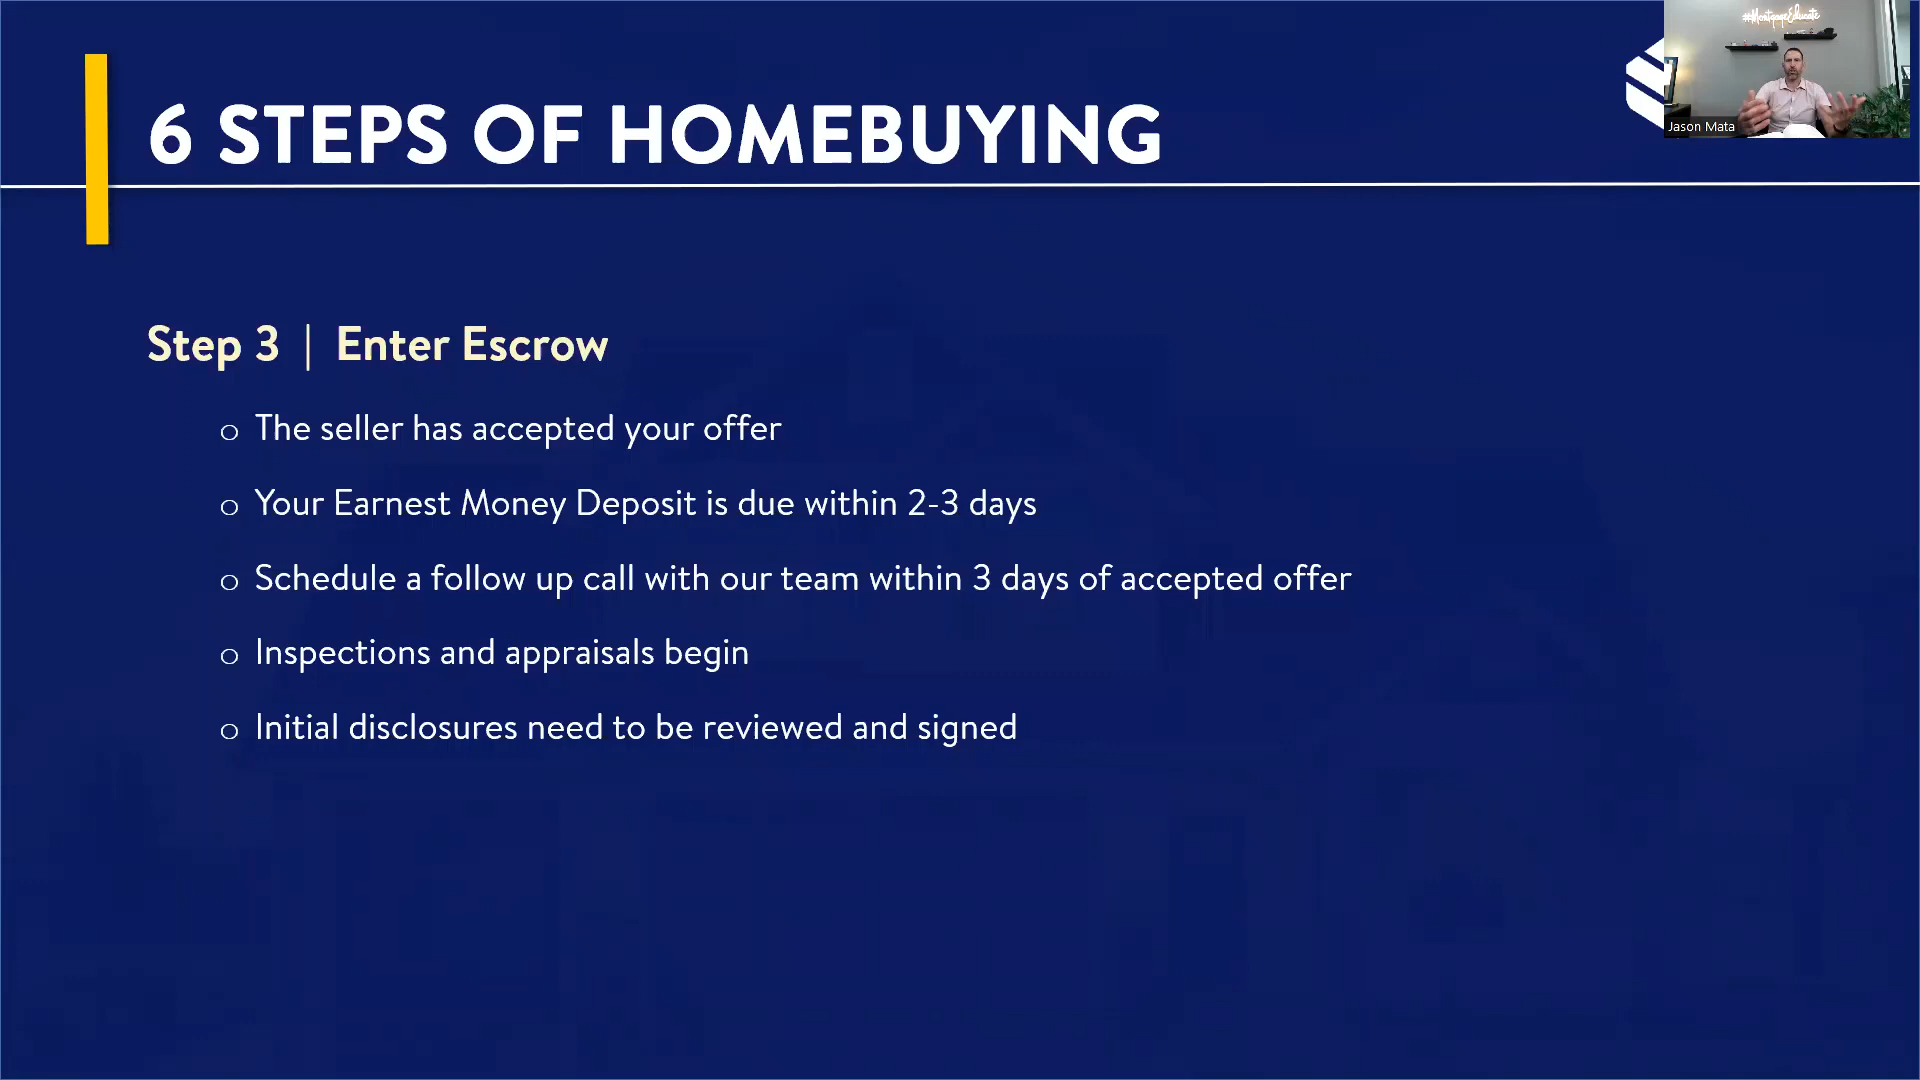 6 STEPS OF HOMEBUYING
#MortgageEducate
Jason Mata
Step 3 | Enter Escrow
o The seller has accepted your offer
o Your Earnest Money Deposit is due within 2-3 days
o Schedule a follow up call with our team within 3 days of accepted offer
o Inspections and appraisals begin
o Initial disclosures need to be reviewed and signed